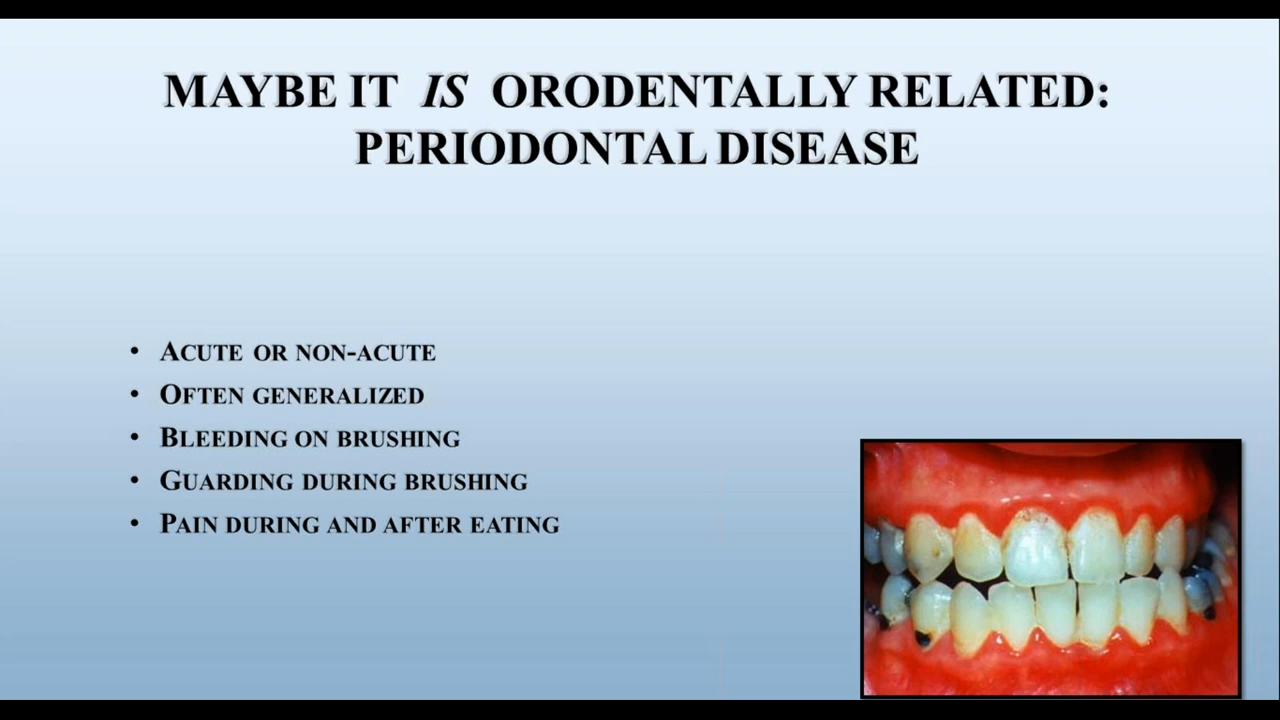 MAYBE IT IS ORODENTALLY RELATED:
PERIODONTAL DISEASE
• ACUTE OR NON-ACUTE
• OFTEN GENERALIZED
• BLEEDING ON BRUSHING
• GUARDING DURING BRUSHING
• PAIN DURING AND AFTER EATING